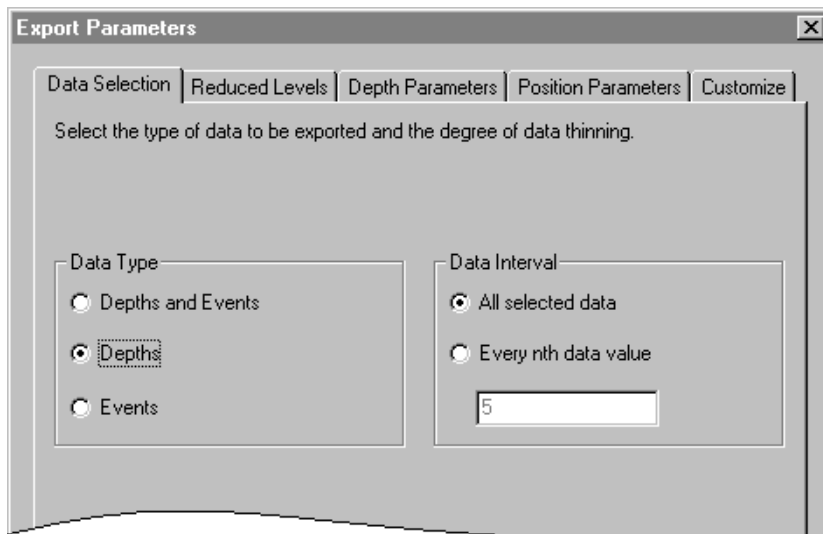 Export Parameters
Data Selection Reduced Levels Depth Parameters Position Parameters Customize
Select the type of data to be exported and the degree of data thinning.
Data Type
Depths and Events
Depths
Events
Data Interval
All selected data
Every nth data value
5